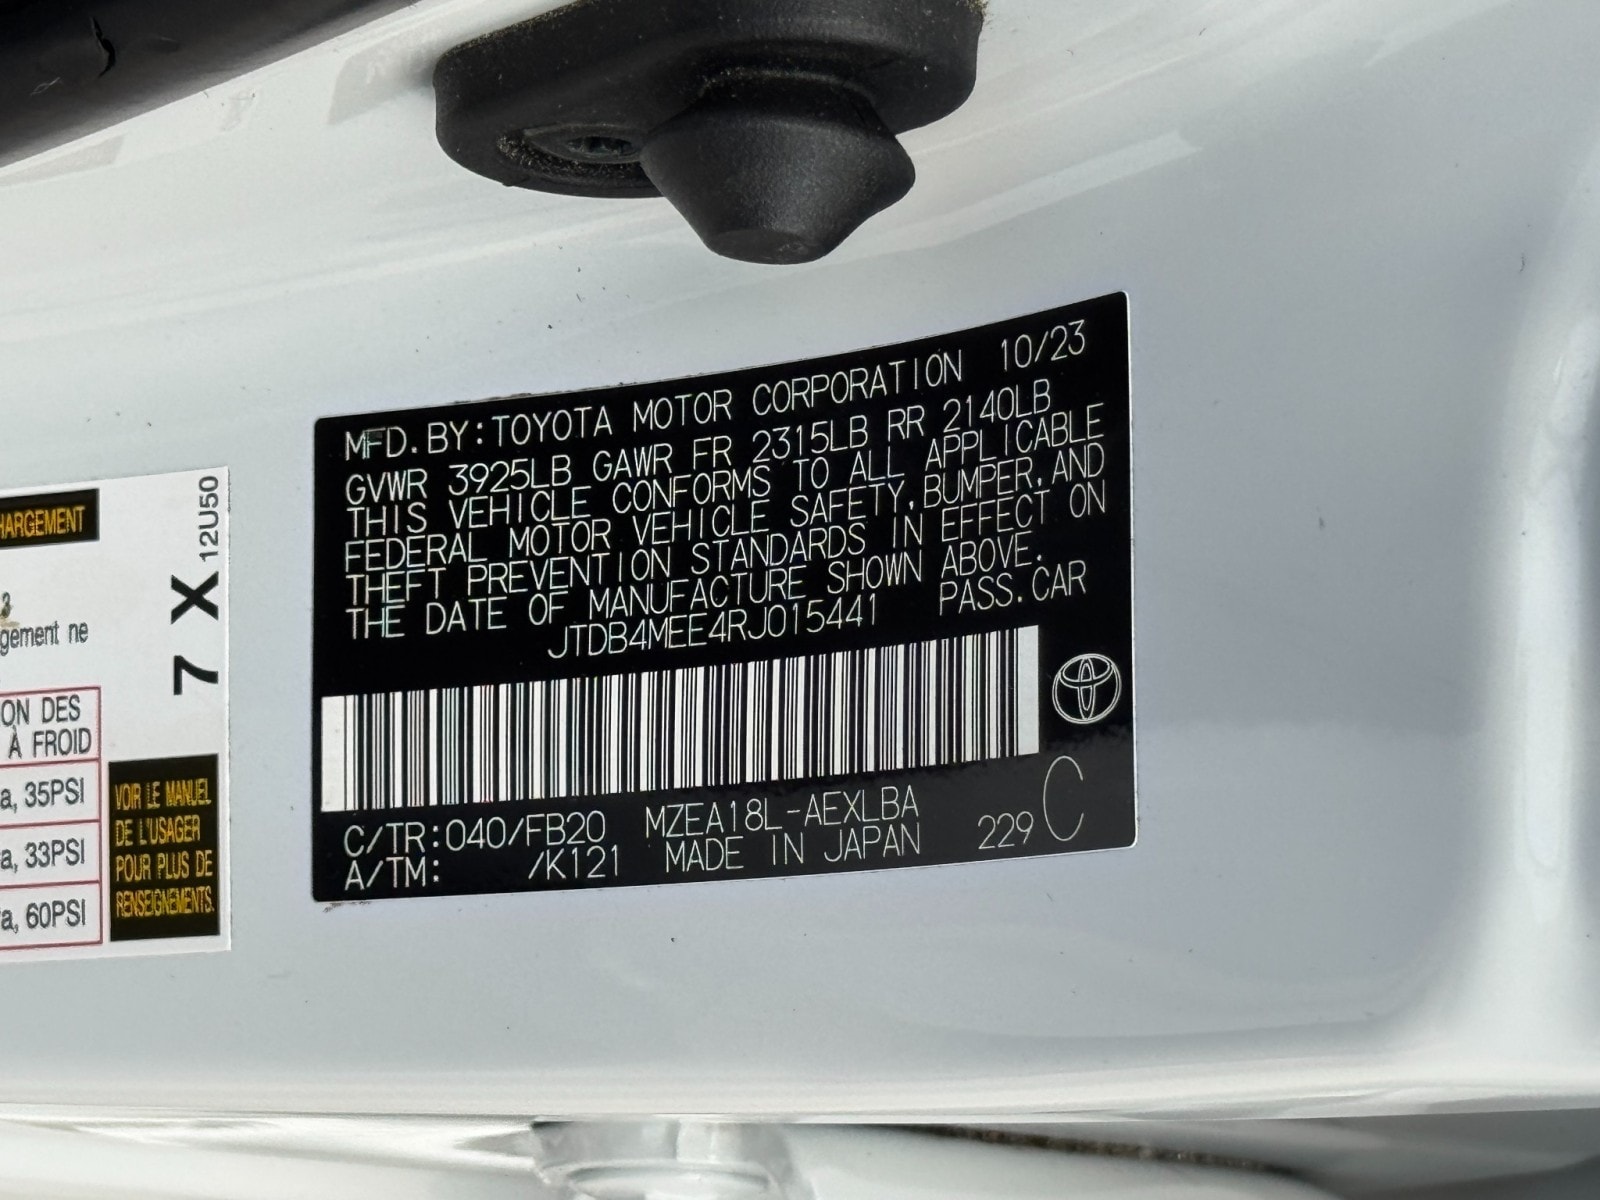 MFD. BY: TOYOTA MOTOR CORPORATION 10/23
GVWR 3925LB GAWR FR 2315LB RR 2140LB
THIS VEHICLE CONFORMS TO ALL APPLICABLE
FEDERAL MOTOR VEHICLE SAFETY, BUMPER, AND
THEFT PREVENTION STANDARDS IN EFFECT ON
THE DATE OF MANUFACTURE SHOWN ABOVE.
JTDB4MEE4RJ015441 PASS. CAR
C/TR: 040/FB20 MZEA18L-AEXLBA
A/TM: /K121 MADE IN JAPAN 229 C
HARGEMENT
gement ne
ON DES
À FROID
a, 35PSI
a, 33PSI
a, 60PSI
7 X 12U50
VOIR LE MANUEL
DE L'USAGER
POUR PLUS DE
RENSEIGNEMENTS.